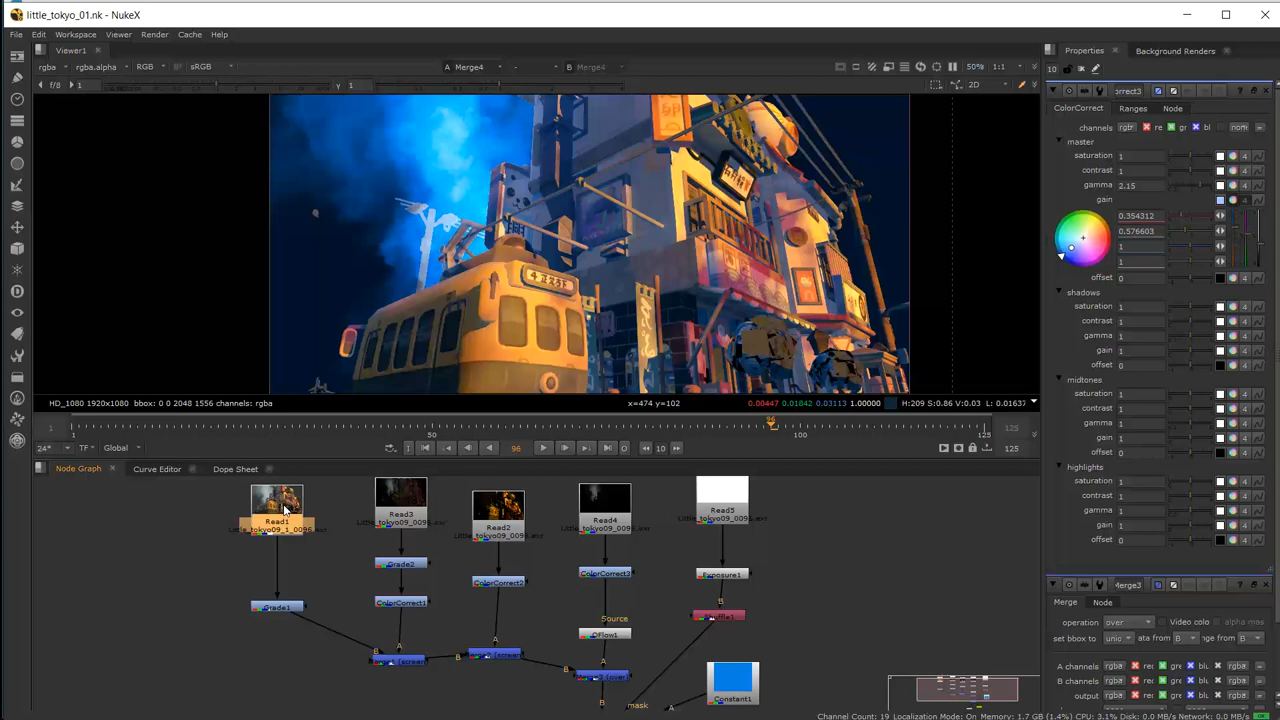 little_tokyo_01.nk - NukeX
File Edit Workspaces Viewer Render Cache Help
Viewer1
rgba rgba.alpha RGB IP sRGB A Merge4 - B Merge4 50% 1:1
f/8 1 γ 1 2D
HD_1080 1920x1080 bbox: 0 0 2048 1556 channels: rgba x=474 y=102 0.00447 0.01842 0.03113 1.00000 H:209 S:0.86 V:0.03 L: 0.01637
1 1 50 96 100 125 125
24* TF Global I 96 O 10 125
Node Graph Curve Editor Dope Sheet
Read1
Little_tokyo09_1_0096.exr
Read3
Read2
Read4
Read5
Grade2
ColorCorrect2
ColorCorrect3
Exposure1
Grade1
ColorCorrect1
Source
OFlow1
B
Shuffle1
A
B
mask
Constant1
Properties Background Renders
10
ColorCorrect Ranges Node
channels
master
saturation 1
contrast 1
gamma 2.15
gain
0.354312
0.576603
1
1
offset 0
shadows
saturation 1
contrast 1
gamma 1
gain 1
offset 0
midtones
saturation 1
contrast 1
gamma 1
gain 1
offset 0
highlights
saturation 1
contrast 1
gamma 1
gain 1
offset 0
Merge3
Merge Node
operation over Video colo alpha mas
set bbox to
A channels rgba
B channels rgba
output rgba
Channel Count: 19 Localization Mode: On Memory: 1.7 GB (1.4%) CPU: 3.1% Disk: 0.0 MB/s Network: 0.0 MB/s